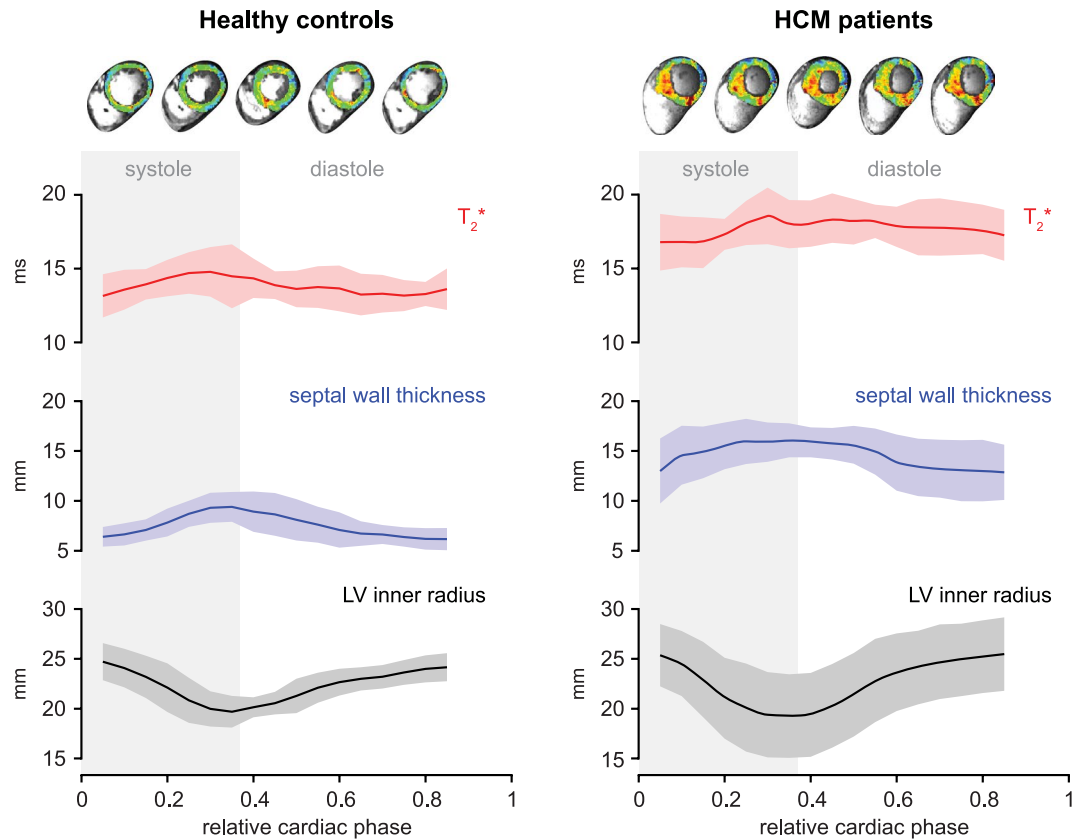 Healthy controls
systole
diastole
20
T2*
ms
15
10
20
septal wall thickness
15
mm
10
5
LV inner radius
30
25
mm
20
15
0
0.2
0.4
0.6
0.8
1
relative cardiac phase
HCM patients
systole
diastole
20
T2*
ms
15
10
20
septal wall thickness
15
mm
10
5
LV inner radius
30
25
mm
20
15
0
0.2
0.4
0.6
0.8
1
relative cardiac phase